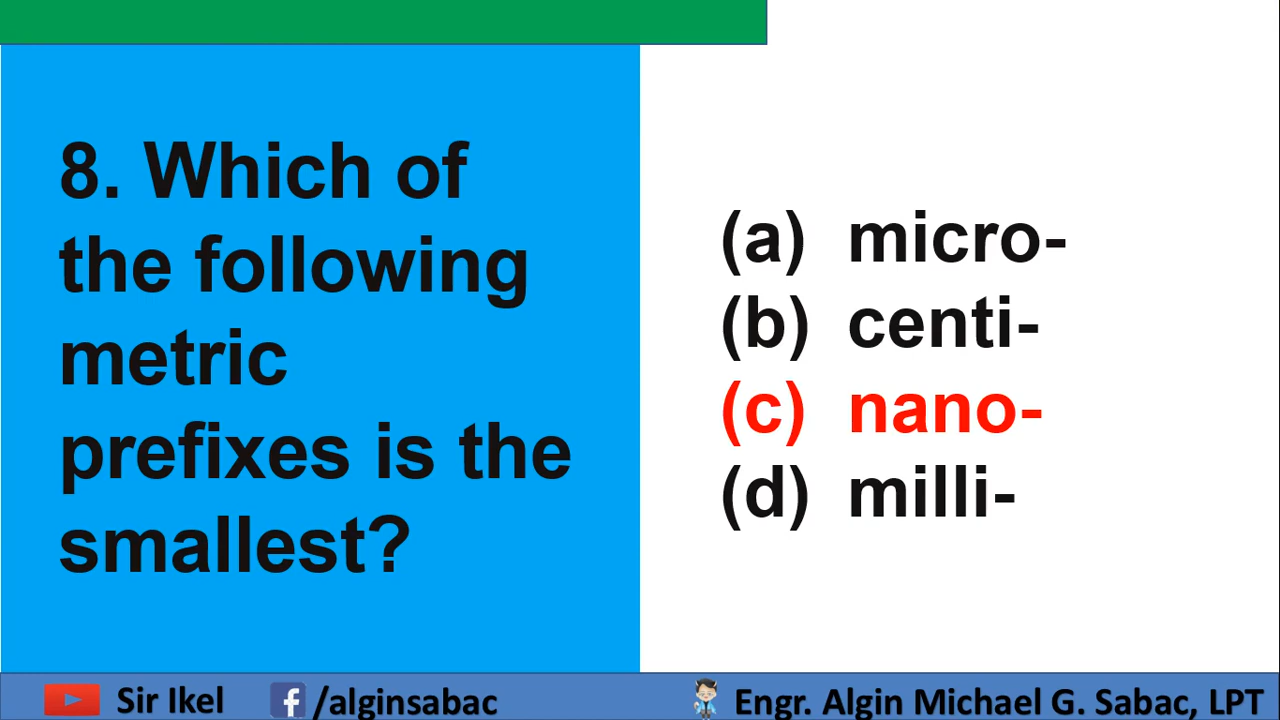 8. Which of
the following
metric
prefixes is the
smallest?
(a) micro-
(b) centi-
(c) nano-
(d) milli-
Sir Ikel
/alginsabac
Engr. Algin Michael G. Sabac, LPT